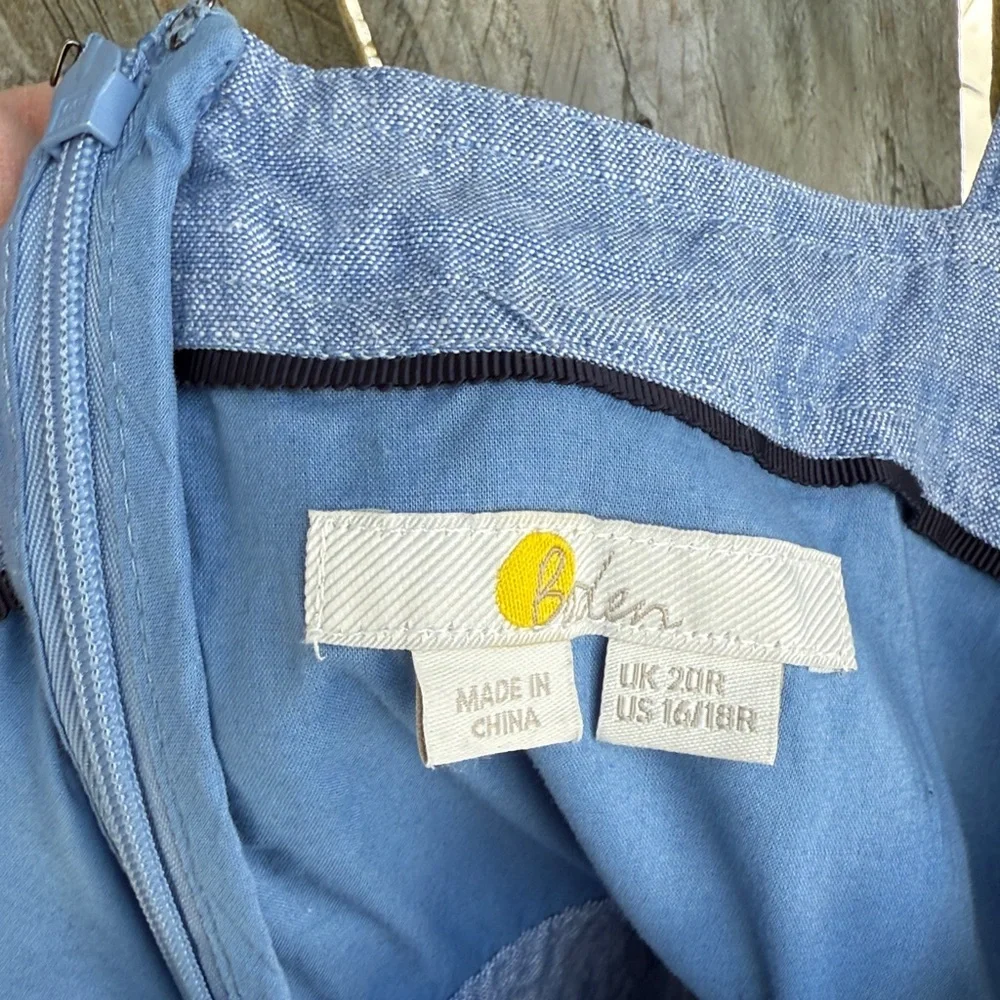 Boden
MADE IN
CHINA
UK 20R
US 16/18R